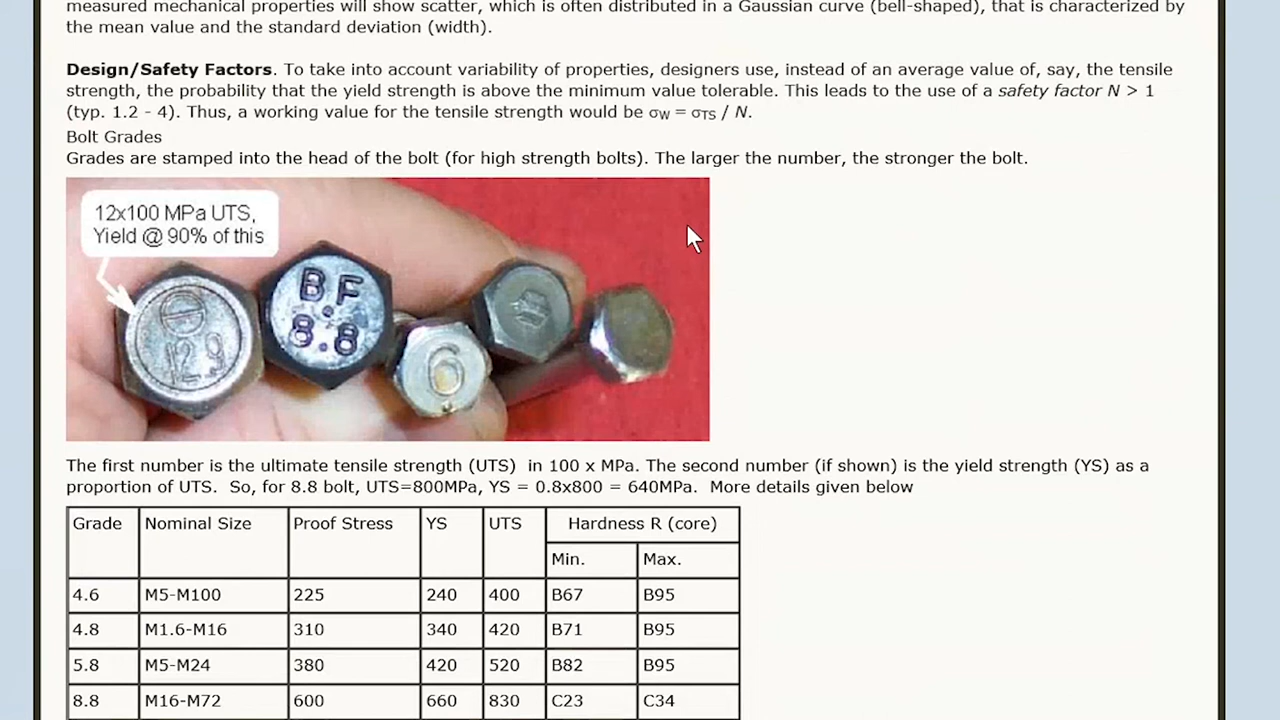 measured mechanical properties will show scatter, which is often distributed in a Gaussian curve (bell-shaped), that is characterized by
the mean value and the standard deviation (width).
Design/Safety Factors. To take into account variability of properties, designers use, instead of an average value of, say, the tensile
strength, the probability that the yield strength is above the minimum value tolerable. This leads to the use of a safety factor N > 1
(typ. 1.2 - 4). Thus, a working value for the tensile strength would be σW = σTS / N.
Bolt Grades
Grades are stamped into the head of the bolt (for high strength bolts). The larger the number, the stronger the bolt.
12x100 MPa UTS,
Yield @ 90% of this
12.9
BF
8.8
6
The first number is the ultimate tensile strength (UTS) in 100 x MPa. The second number (if shown) is the yield strength (YS) as a
proportion of UTS. So, for 8.8 bolt, UTS=800MPa, YS = 0.8x800 = 640MPa. More details given below
Grade Nominal Size Proof Stress YS UTS Hardness R (core)
Min. Max.
4.6 M5-M100 225 240 400 B67 B95
4.8 M1.6-M16 310 340 420 B71 B95
5.8 M5-M24 380 420 520 B82 B95
8.8 M16-M72 600 660 830 C23 C34